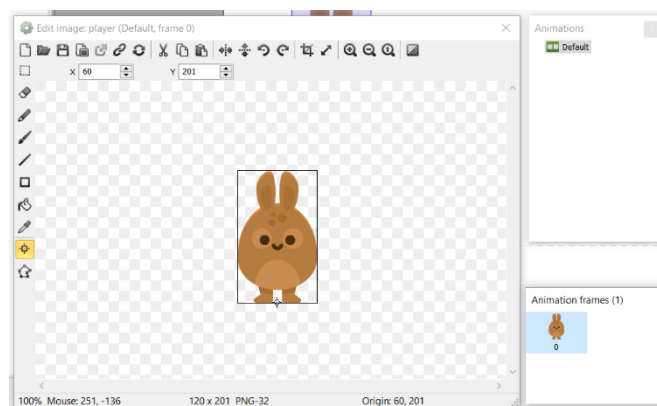 Edit image: player (Default, frame 0)
Animations
Default
X 60 Y 201
Animation frames (1)
0
100% Mouse: 251, -136 120 x 201 PNG-32 Origin: 60, 201